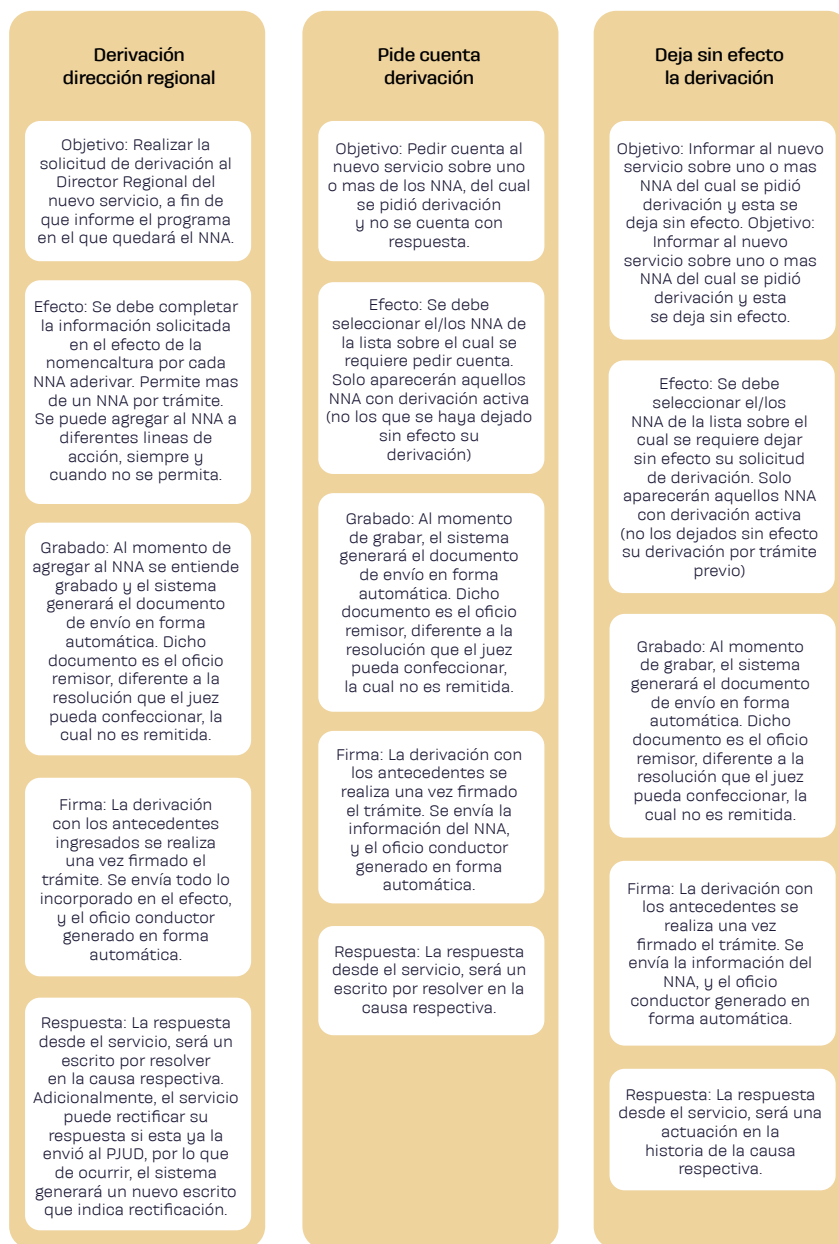 Derivación
dirección regional
Objetivo: Realizar la
solicitud de derivación al
Director Regional del
nuevo servicio, a fin de
que informe el programa
en el que quedará el NNA.
Efecto: Se debe completar
la información solicitada
en el efecto de la
nomencaltura por cada
NNA aderivar. Permite mas
de un NNA por trámite.
Se puede agregar al NNA a
diferentes lineas de
acción, siempre y
cuando no se permita.
Grabado: Al momento de
agregar al NNA se entiende
grabado y el sistema
generará el documento
de envío en forma
automática. Dicho
documento es el oficio
remisor, diferente a la
resolución que el juez
pueda confeccionar, la
cual no es remitida.
Firma: La derivación
con los antecedentes
ingresados se realiza
una vez firmado el
trámite. Se envía todo lo
incorporado en el efecto,
y el oficio conductor
generado en forma
automática.
Respuesta: La respuesta
desde el servicio, será un
escrito por resolver
en la causa respectiva.
Adicionalmente, el servicio
puede rectificar su
respuesta si esta ya la
envió al PJUD, por lo que
de ocurrir, el sistema
generará un nuevo escrito
que indica rectificación.
Pide cuenta
derivación
Objetivo: Pedir cuenta al
nuevo servicio sobre uno
o mas de los NNA, del cual
se pidió derivación
y no se cuenta con
respuesta.
Efecto: Se debe
seleccionar el/los NNA de
la lista sobre el cual se
requiere pedir cuenta.
Solo aparecerán aquellos
NNA con derivación activa
(no los que se haya dejado
sin efecto su
derivación)
Grabado: Al momento
de grabar, el sistema
generará el documento
de envío en forma
automática. Dicho
documento es el oficio
remisor, diferente a la
resolución que el juez
pueda confeccionar,
la cual no es remitida.
Firma: La derivación con
los antecedentes se
realiza una vez firmado
el trámite. Se envía la
información del NNA,
y el oficio conductor
generado en forma
automática.
Respuesta: La respuesta
desde el servicio, será un
escrito por resolver en la
causa respectiva.
Deja sin efecto
la derivación
Objetivo: Informar al nuevo
servicio sobre uno o mas
NNA del cual se pidió
derivación y esta se
deja sin efecto. Objetivo:
Informar al nuevo
servicio sobre uno o mas
NNA del cual se pidió
derivación y esta
se deja sin efecto.
Efecto: Se debe
seleccionar el/los
NNA de la lista sobre el
cual se requiere dejar
sin efecto su solicitud
de derivación. Solo
aparecerán aquellos NNA
con derivación activa
(no los dejados sin efecto
su derivación por trámite
previo)
Grabado: Al momento
de grabar, el sistema
generará el documento
de envío en forma
automática. Dicho
documento es el oficio
remisor, diferente a la
resolución que el juez
pueda confeccionar, la
cual no es remitida.
Firma: La derivación con
los antecedentes se
realiza una vez
firmado el trámite. Se
envía la información del
NNA, y el oficio
conductor generado en
forma automática.
Respuesta: La respuesta
desde el servicio, será una
actuación en la
historia de la causa
respectiva.